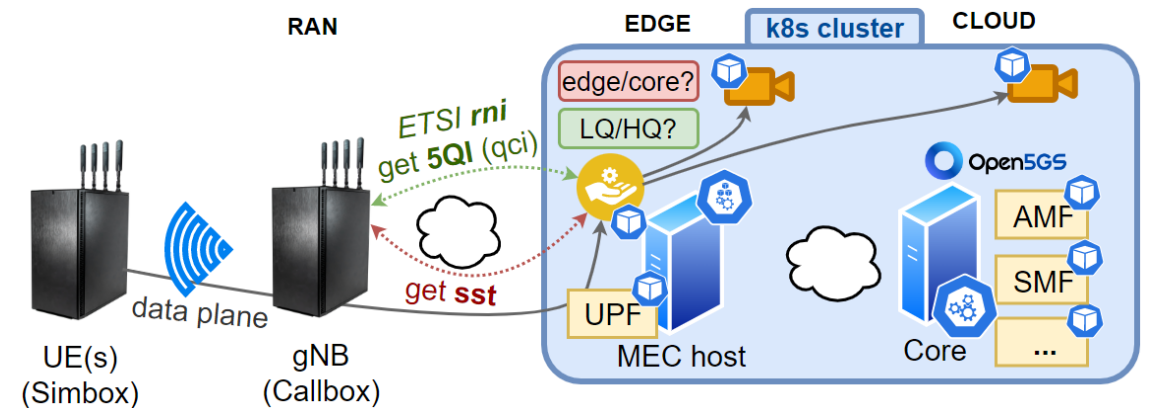 RAN
EDGE
k8s cluster
CLOUD
edge/core?
LQ/HQ?
ETSI rni
get 5QI (qci)
get sst
data plane
UE(s)
(Simbox)
gNB
(Callbox)
UPF
MEC host
Open5GS
AMF
SMF
...
Core